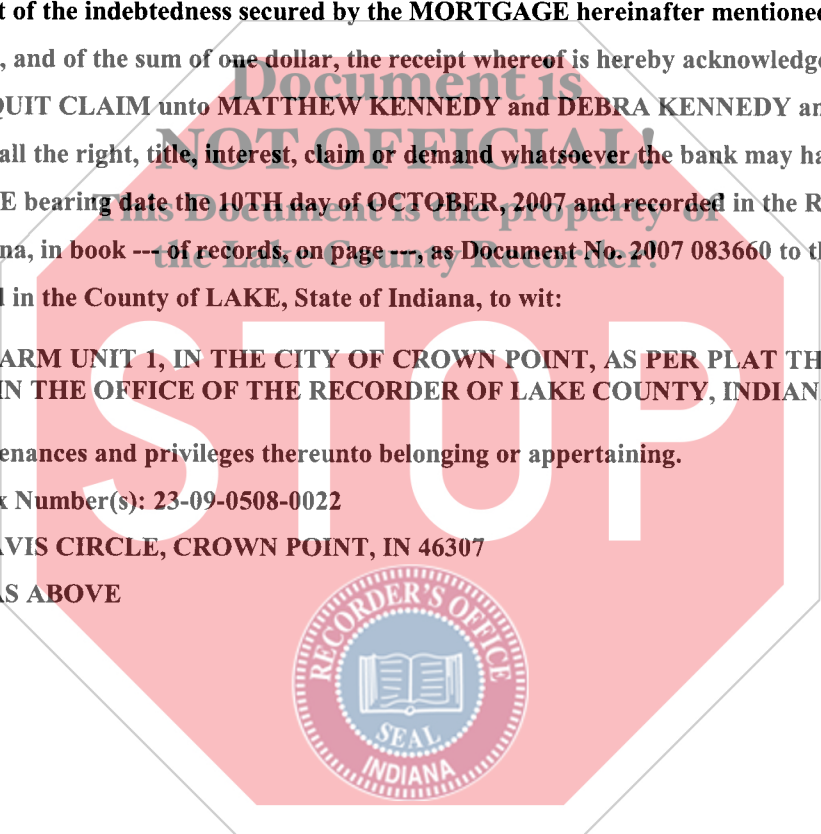 t of the indebtedness secured by the MORTGAGE hereinafter mentioned
, and of the sum of one dollar, the receipt whereof is hereby acknowledge
QUIT CLAIM unto MATTHEW KENNEDY and DEBRA KENNEDY an
all the right, title, interest, claim or demand whatsoever the bank may ha
E bearing date the 10TH day of OCTOBER, 2007 and recorded in the R
na, in book --- of records, on page ---, as Document No. 2007 083660 to th
l in the County of LAKE, State of Indiana, to wit:
ARM UNIT 1, IN THE CITY OF CROWN POINT, AS PER PLAT TH
IN THE OFFICE OF THE RECORDER OF LAKE COUNTY, INDIAN
enances and privileges thereunto belonging or appertaining.
x Number(s): 23-09-0508-0022
AVIS CIRCLE, CROWN POINT, IN 46307
AS ABOVE
Document is
NOT OFFICIAL!
This Document is the property of
the Lake County Recorder!
STOP
RECORDER'S OFFICE
SEAL
INDIANA